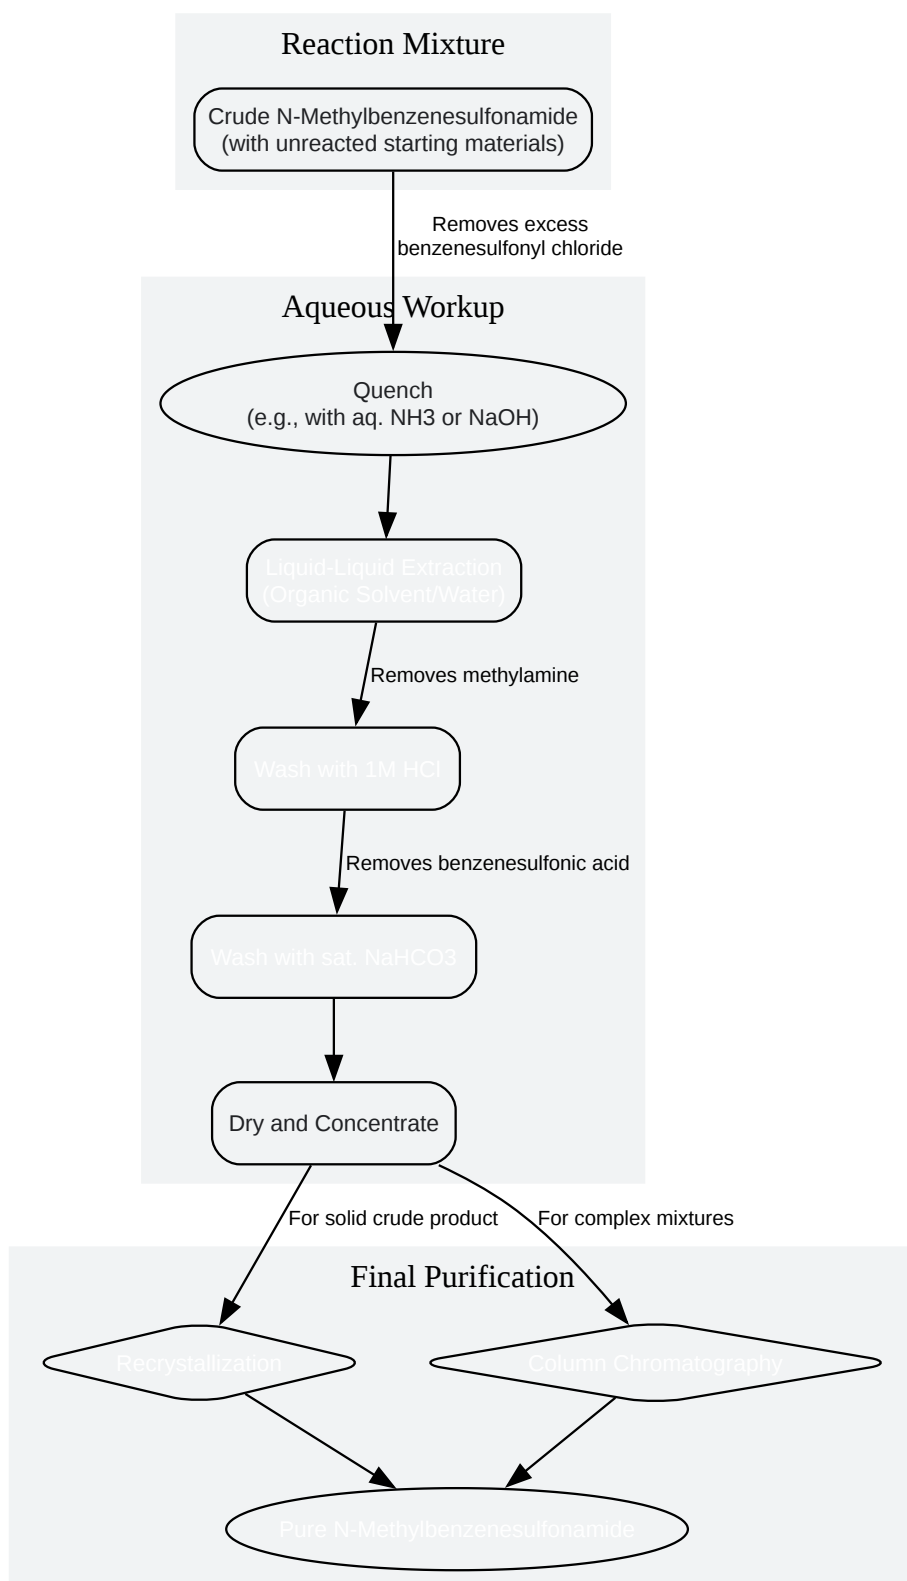 Reaction Mixture
Crude N-Methylbenzenesulfonamide
(with unreacted starting materials)
Removes excess
benzenesulfonyl chloride
Aqueous Workup
Quench
(e.g., with aq. NH3 or NaOH)
Liquid-Liquid Extraction
(Organic Solvent/Water)
Removes methylamine
Wash with 1M HCl
Removes benzenesulfonic acid
Wash with sat. NaHCO3
Dry and Concentrate
For solid crude product
For complex mixtures
Final Purification
Recrystallization
Column Chromatography
Pure N-Methylbenzenesulfonamide